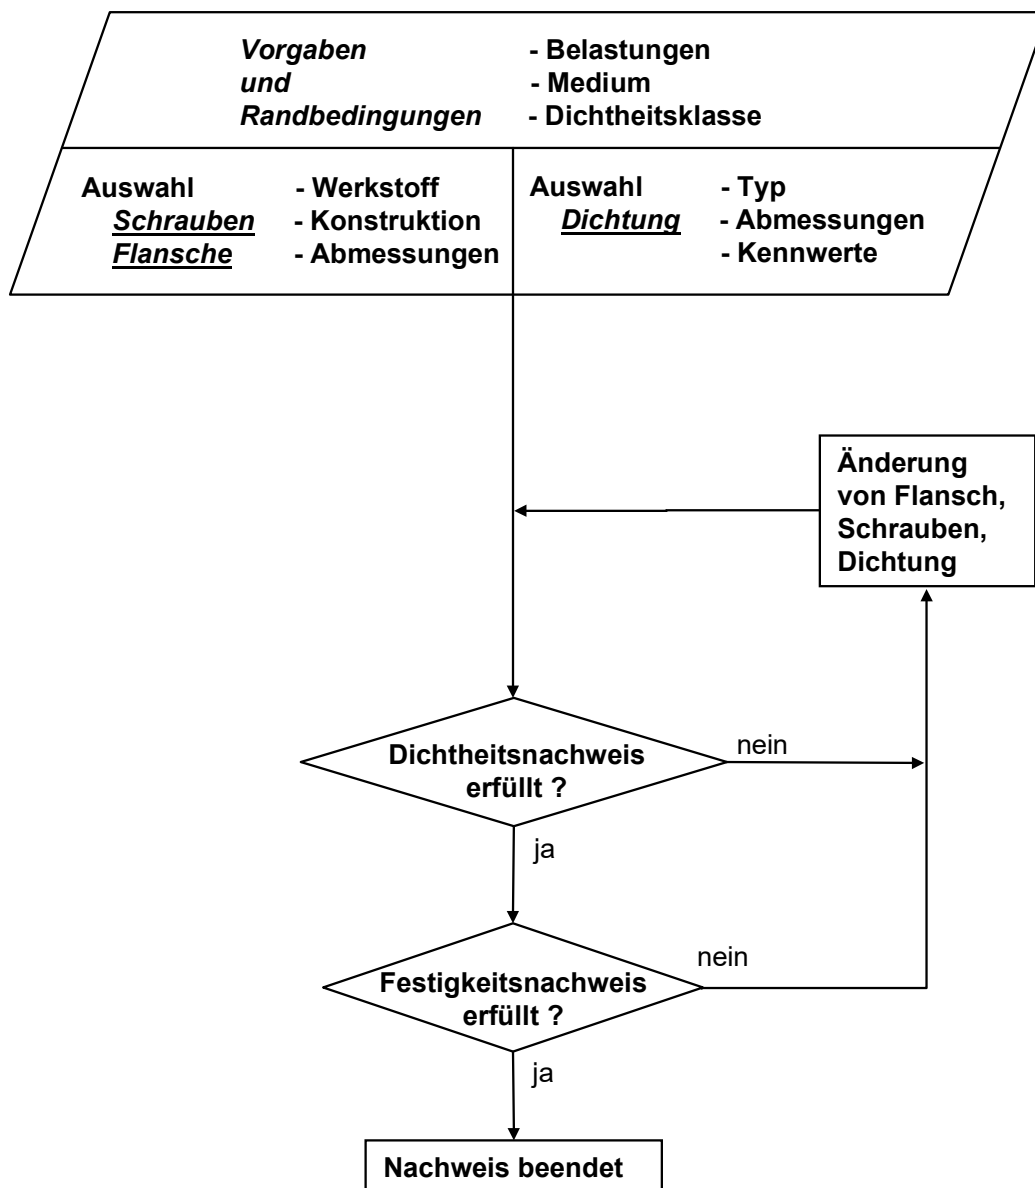 Vorgaben - Belastungen
und - Medium
Randbedingungen - Dichtheitsklasse
Auswahl - Werkstoff
Schrauben - Konstruktion
Flansche - Abmessungen
Auswahl - Typ
Dichtung - Abmessungen
- Kennwerte
Änderung
von Flansch,
Schrauben,
Dichtung
Dichtheitsnachweis
erfüllt ?
nein
ja
Festigkeitsnachweis
erfüllt ?
nein
ja
Nachweis beendet